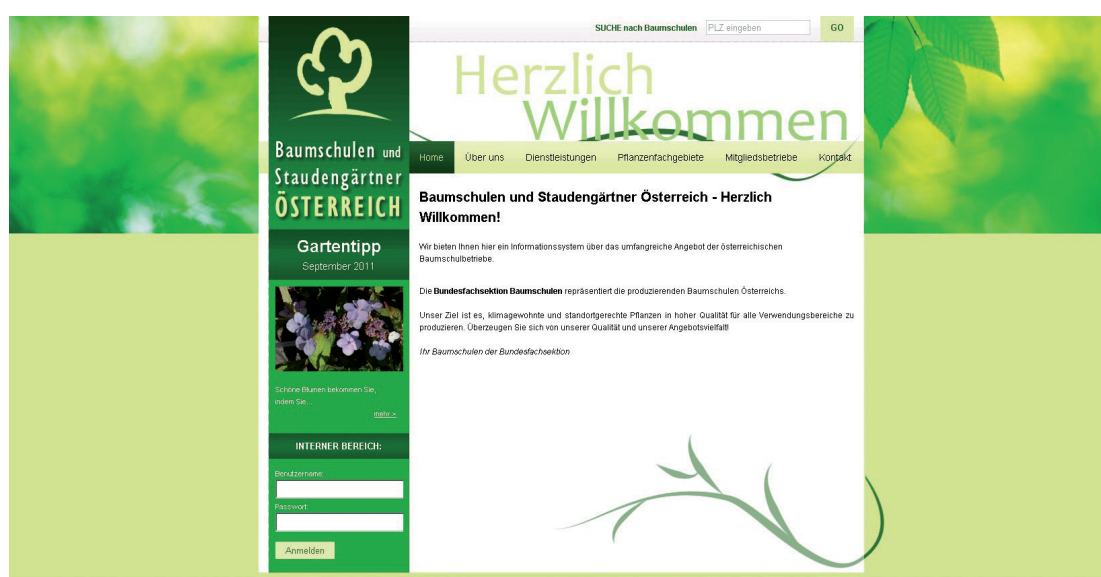 SUCHE nach Baumschulen PLZ eingeben GO
Herzlich
Willkommen
Baumschulen und
Staudengärtner
ÖSTERREICH
Home Über uns Dienstleistungen Pflanzenfachgebiete Mitgliedsbetriebe Kontakt
Gartentipp
September 2011
Schöne Blumen bekommen Sie,
indem Sie...
mehr >
INTERNER BEREICH:
Benutzername:
Passwort:
Anmelden
Baumschulen und Staudengärtner Österreich - Herzlich
Willkommen!
Wir bieten Ihnen hier ein Informationssystem über das umfangreiche Angebot der österreichischen
Baumschulbetriebe.
Die Bundesfachsektion Baumschulen repräsentiert die produzierenden Baumschulen Österreichs.
Unser Ziel ist es, klimagewohnte und standortgerechte Pflanzen in hoher Qualität für alle Verwendungsbereiche zu
produzieren. Überzeugen Sie sich von unserer Qualität und unserer Angebotsvielfalt!
Ihr Baumschulen der Bundesfachsektion